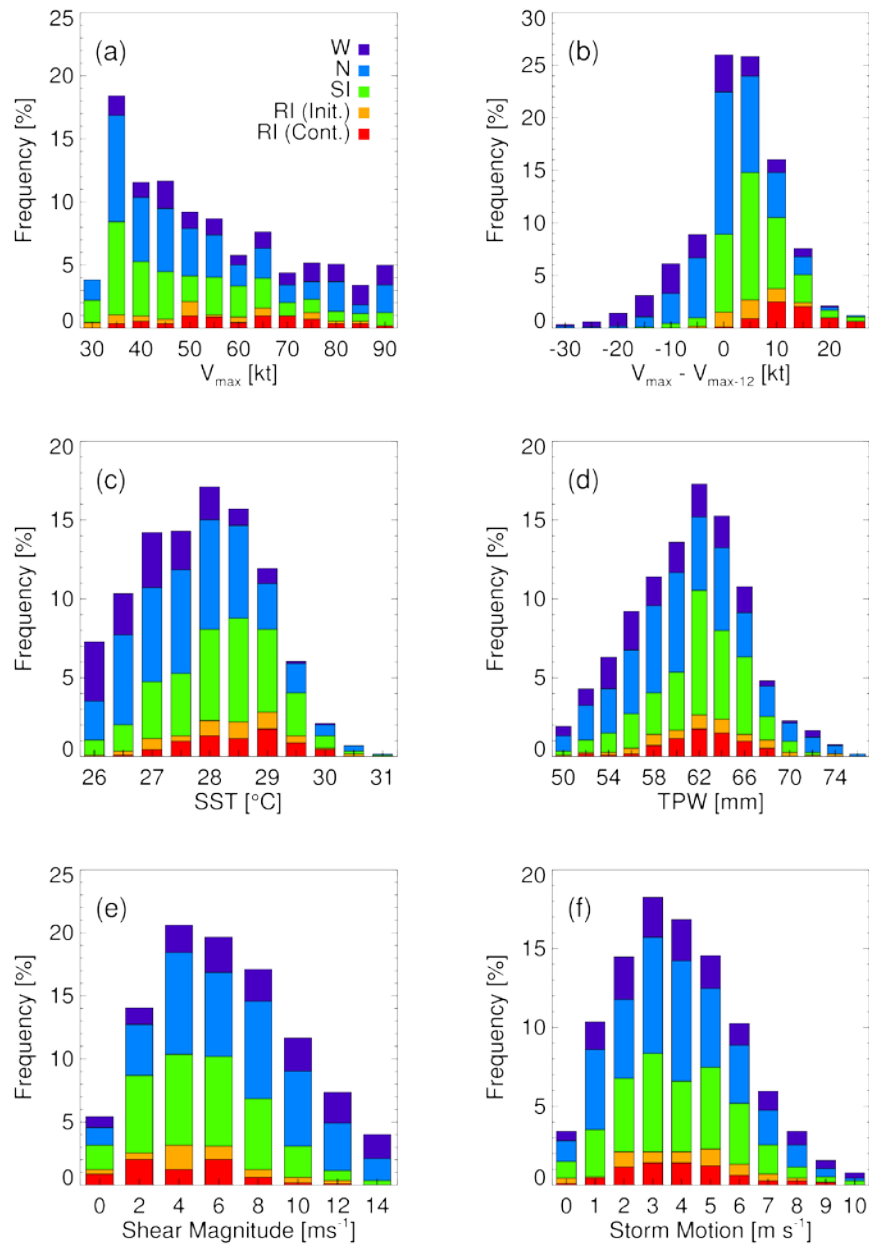 25
20
15
10
5
0
Frequency [%]
(a)
W
N
SI
RI (Init.)
RI (Cont.)
30 40 50 60 70 80 90
Vmax [kt]
30
25
20
15
10
5
0
Frequency [%]
(b)
-30 -20 -10 0 10 20
Vmax - Vmax-12 [kt]
20
15
10
5
0
Frequency [%]
(c)
26 27 28 29 30 31
SST [°C]
20
15
10
5
0
Frequency [%]
(d)
50 54 58 62 66 70 74
TPW [mm]
25
20
15
10
5
0
Frequency [%]
(e)
0 2 4 6 8 10 12 14
Shear Magnitude [ms⁻¹]
20
15
10
5
0
Frequency [%]
(f)
0 1 2 3 4 5 6 7 8 9 10
Storm Motion [m s⁻¹]